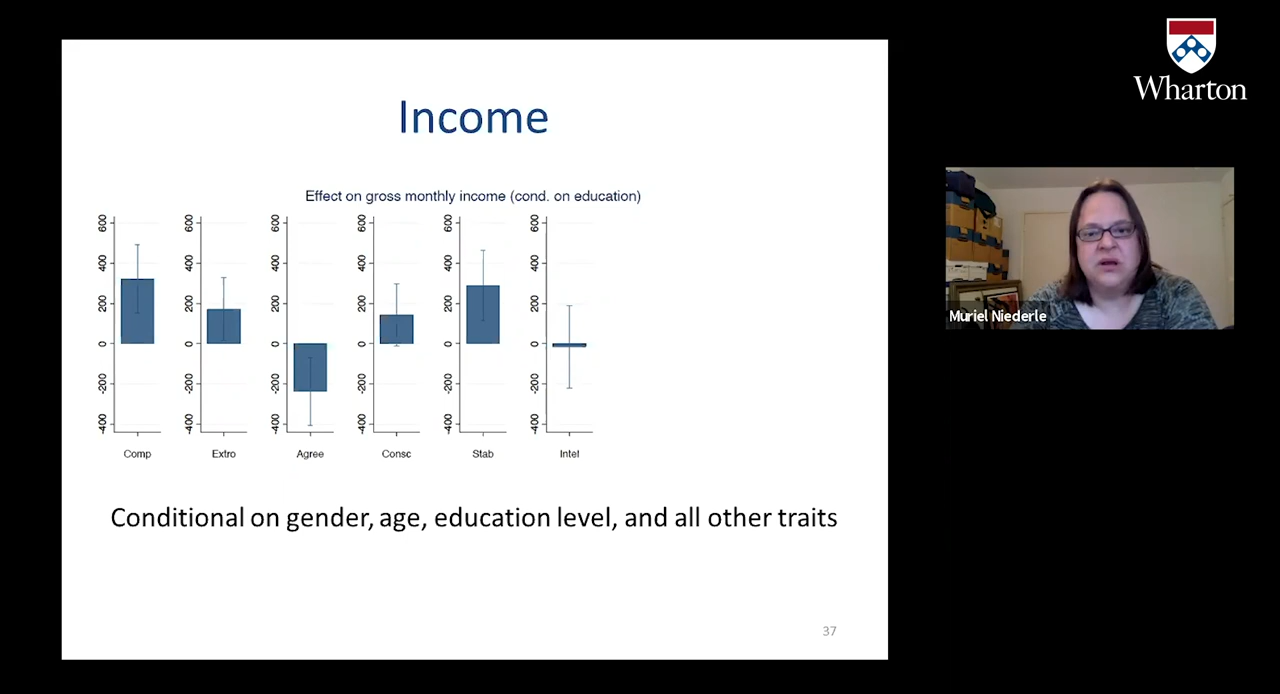 Wharton
Income
Effect on gross monthly income (cond. on education)
600 600 600 600 600 600
400 400 400 400 400 400
200 200 200 200 200 200
0 0 0 0 0 0
-200 -200 -200 -200 -200 -200
-400 -400 -400 -400 -400 -400
Comp Extro Agree Consc Stab Intel
Muriel Niederle
Conditional on gender, age, education level, and all other traits
37